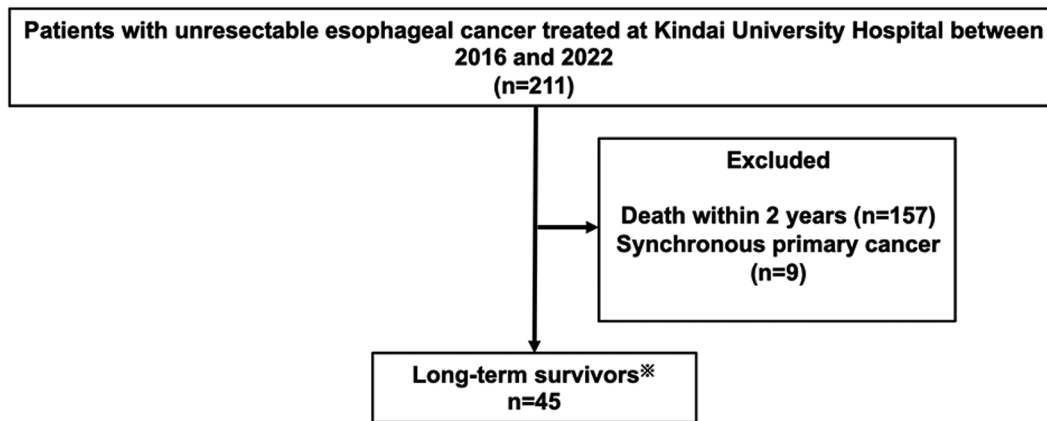 Patients with unresectable esophageal cancer treated at Kindai University Hospital between
2016 and 2022
(n=211)
Excluded
Death within 2 years (n=157)
Synchronous primary cancer
(n=9)
Long-term survivors※
n=45